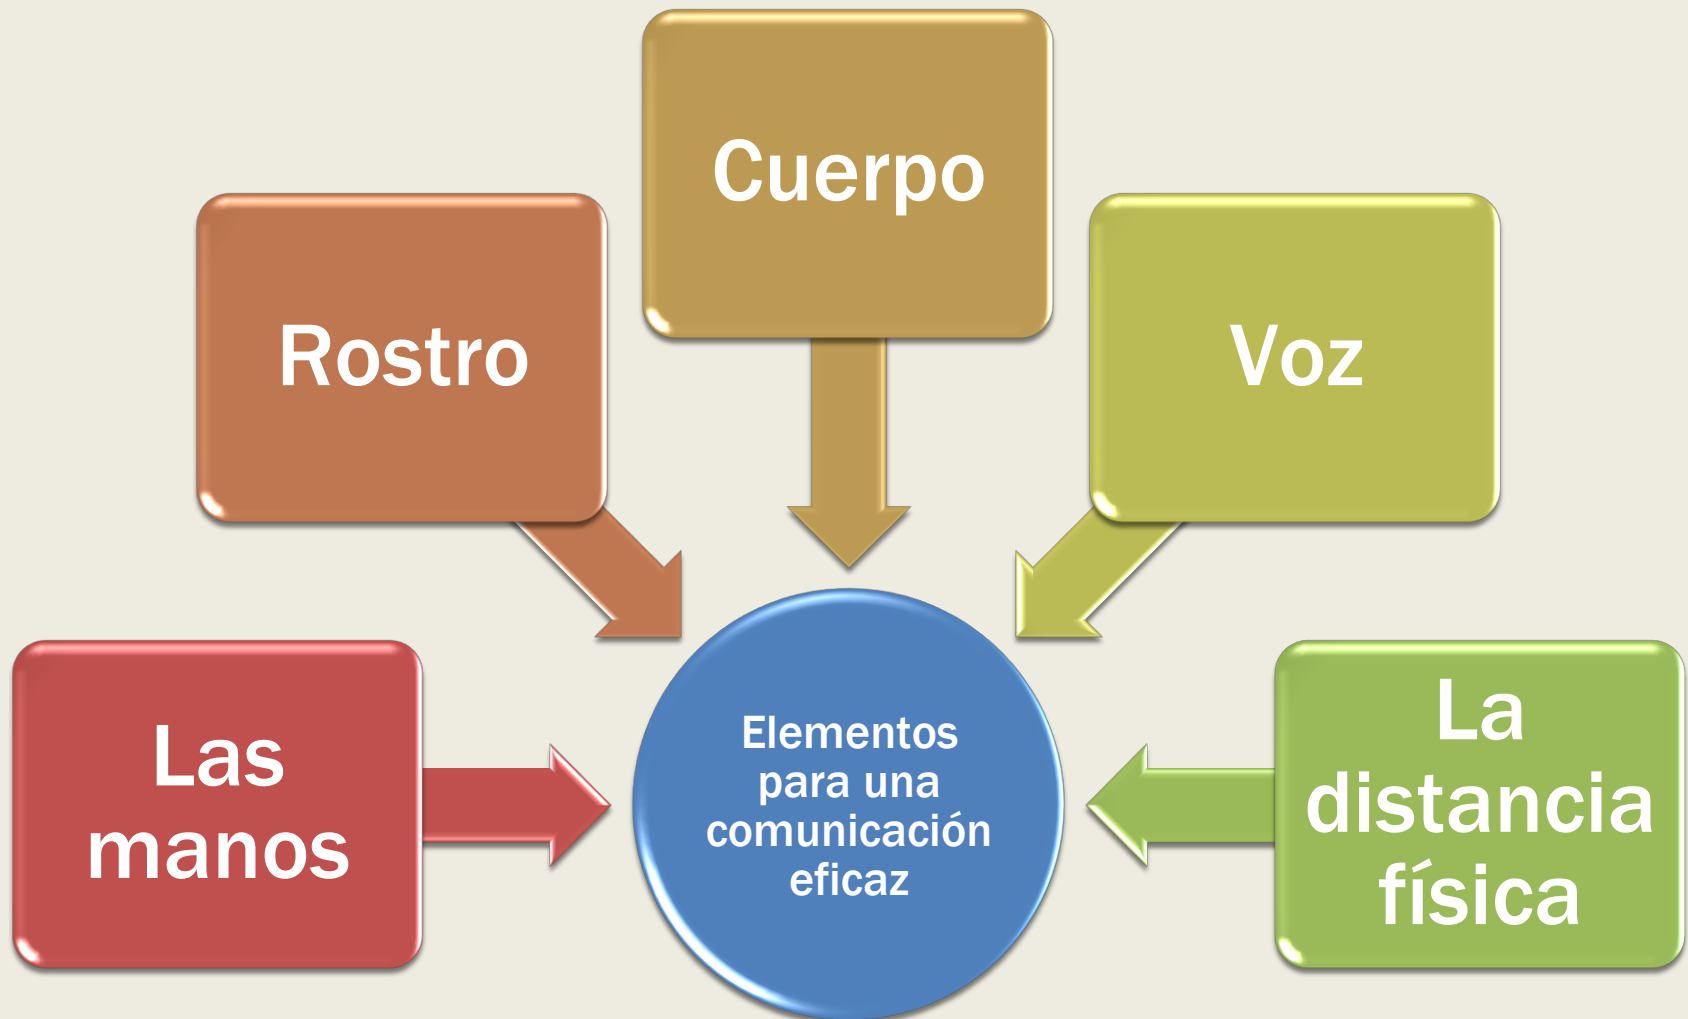 Cuerpo
Rostro
Voz
Las
manos
Elementos
para una
comunicación
eficaz
La
distancia
física